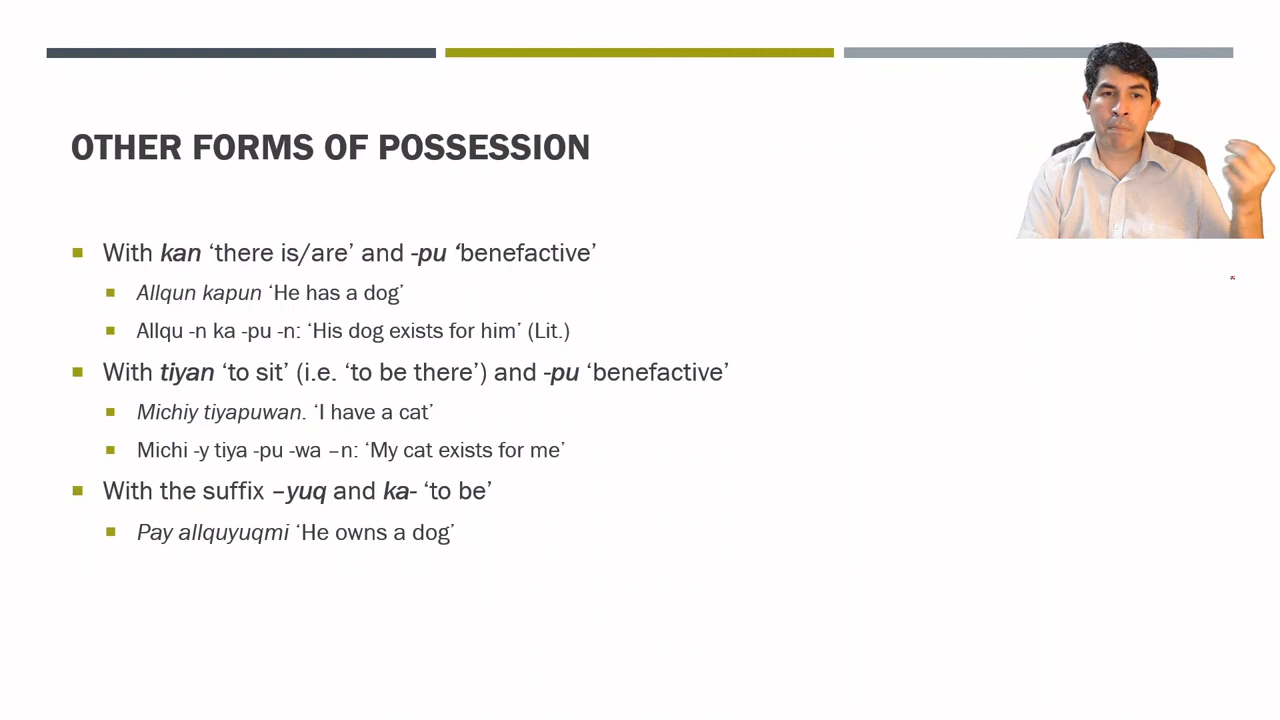 OTHER FORMS OF POSSESSION
With kan ‘there is/are’ and -pu ‘benefactive’
Allqun kapun ‘He has a dog’
Allqu -n ka -pu -n: ‘His dog exists for him’ (Lit.)
With tiyan ‘to sit’ (i.e. ‘to be there’) and -pu ‘benefactive’
Michiy tiyapuwan. ‘I have a cat’
Michi -y tiya -pu -wa –n: ‘My cat exists for me’
With the suffix –yuq and ka- ‘to be’
Pay allquyuqmi ‘He owns a dog’